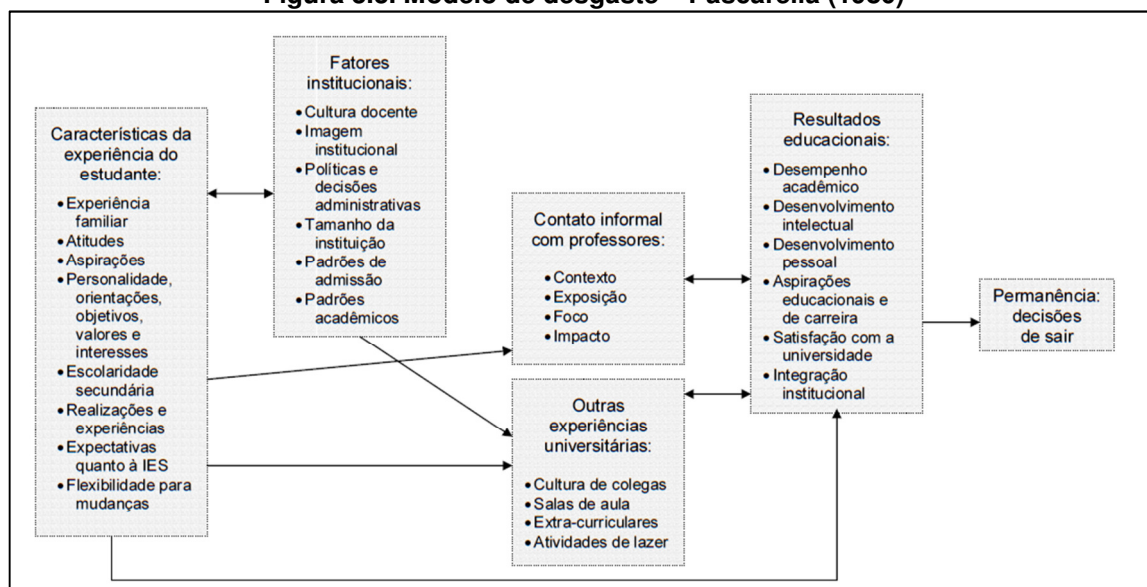 Figura 3.3. Modelo de desgaste – Pascarella (1980)
Características da
experiência do
estudante:
• Experiência
familiar
• Atitudes
• Aspirações
• Personalidade,
orientações,
objetivos,
valores e
interesses
• Escolaridade
secundária
• Realizações e
experiências
• Expectativas
quanto à IES
• Flexibilidade para
mudanças
Fatores
institucionais:
• Cultura docente
• Imagem
institucional
• Políticas e
decisões
administrativas
• Tamanho da
instituição
• Padrões de
admissão
• Padrões
acadêmicos
Contato informal
com professores:
• Contexto
• Exposição
• Foco
• Impacto
Outras
experiências
universitárias:
• Cultura de colegas
• Salas de aula
• Extra-curriculares
• Atividades de lazer
Resultados
educacionais:
• Desempenho
acadêmico
• Desenvolvimento
intelectual
• Desenvolvimento
pessoal
• Aspirações
educacionais e
de carreira
• Satisfação com a
universidade
• Integração
institucional
Permanência:
decisões
de sair